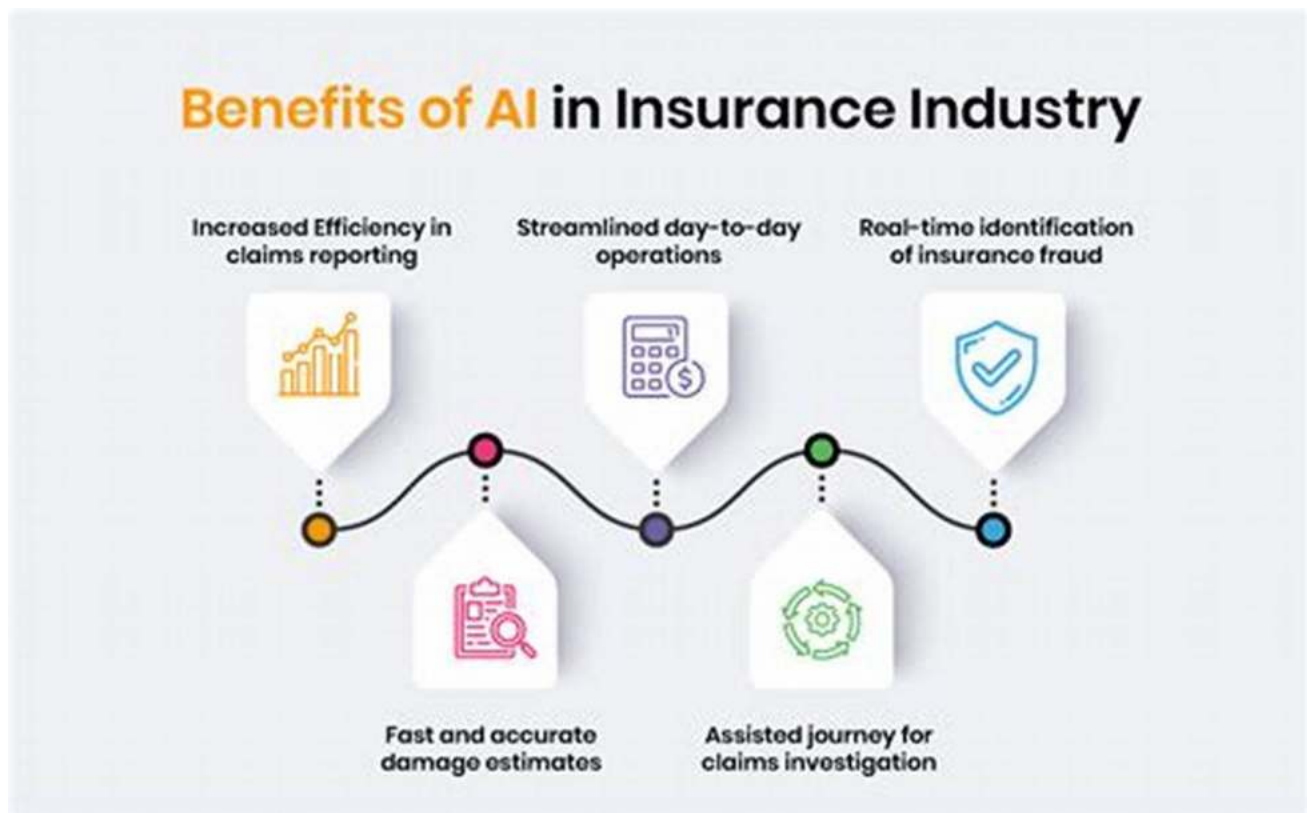 Benefits of AI in Insurance Industry
Increased Efficiency in
claims reporting
Streamlined day-to-day
operations
Real-time identification
of insurance fraud
$
Fast and accurate
damage estimates
Assisted journey for
claims investigation